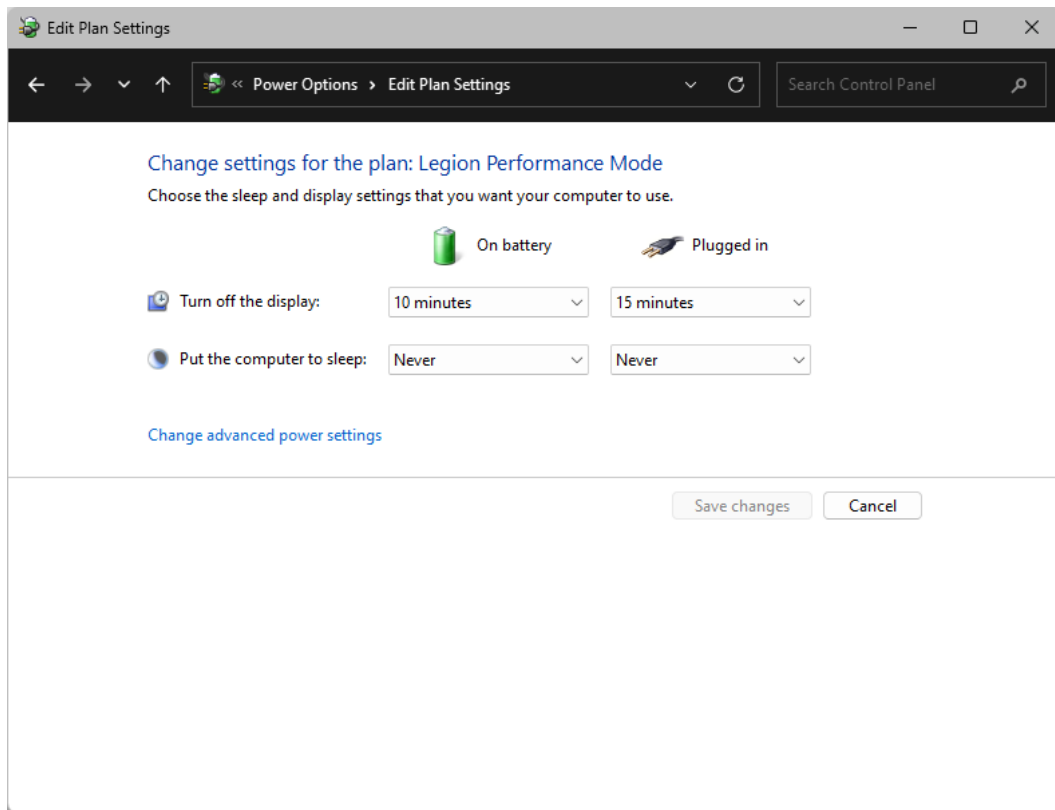 Edit Plan Settings
« Power Options › Edit Plan Settings
Search Control Panel
Change settings for the plan: Legion Performance Mode
Choose the sleep and display settings that you want your computer to use.
On battery Plugged in
Turn off the display: 10 minutes 15 minutes
Put the computer to sleep: Never Never
Change advanced power settings
Save changes Cancel